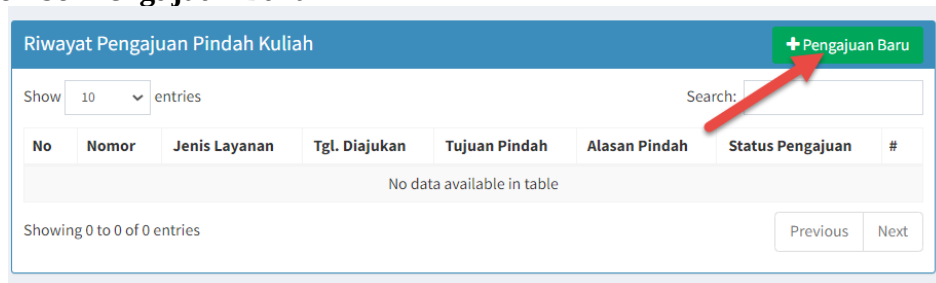 Riwayat Pengajuan Pindah Kuliah
+ Pengajuan Baru
Show 10 entries Search:
No Nomor Jenis Layanan Tgl. Diajukan Tujuan Pindah Alasan Pindah Status Pengajuan #
No data available in table
Showing 0 to 0 of 0 entries Previous Next